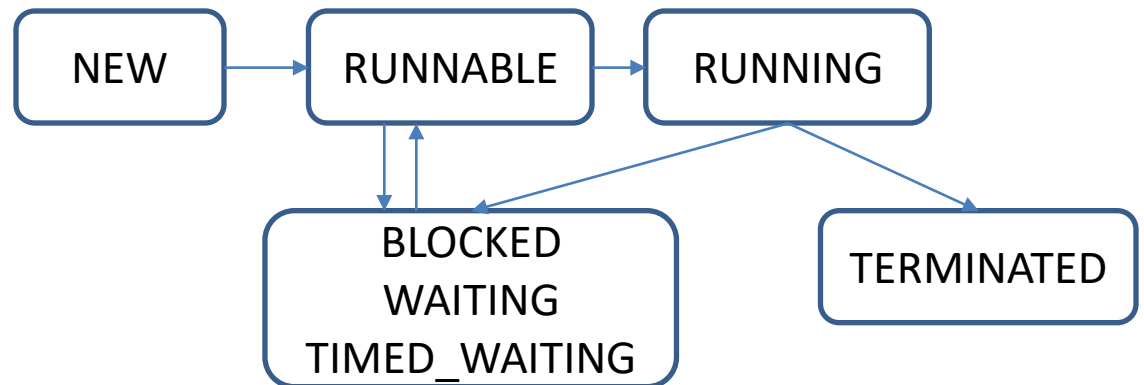 NEW
RUNNABLE
RUNNING
BLOCKED
WAITING
TIMED_WAITING
TERMINATED